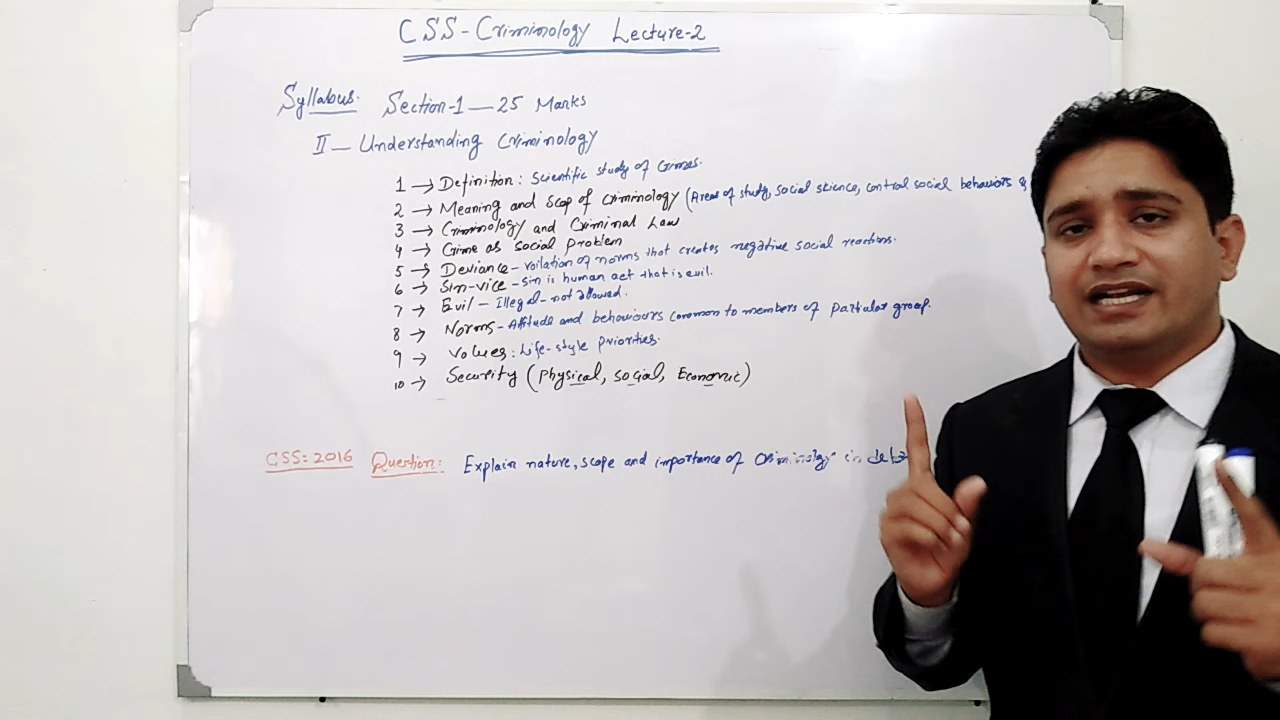 CSS-Criminology Lecture-2
Syllabus. Section-1 — 25 Marks
II — Understanding Criminology
1 → Definition: Scientific study of Crimes.
2 → Meaning and Scop of Criminology (Areas of study, social science, control social behaviors &
3 → Criminology and Criminal Law
4 → Crime as social problem
5 → Deviance - voilation of norms that creates negative social reactions.
6 → Sin-vice - sin is human act that is evil.
7 → Evil - Illegal - not allowed.
8 → Norms - Attitude and behaviours common to members of particular group.
9 → Values: Life-style priorities.
10 → Security (Physical, social, Economic)
CSS: 2016 Question: Explain nature, scope and importance of Criminology in